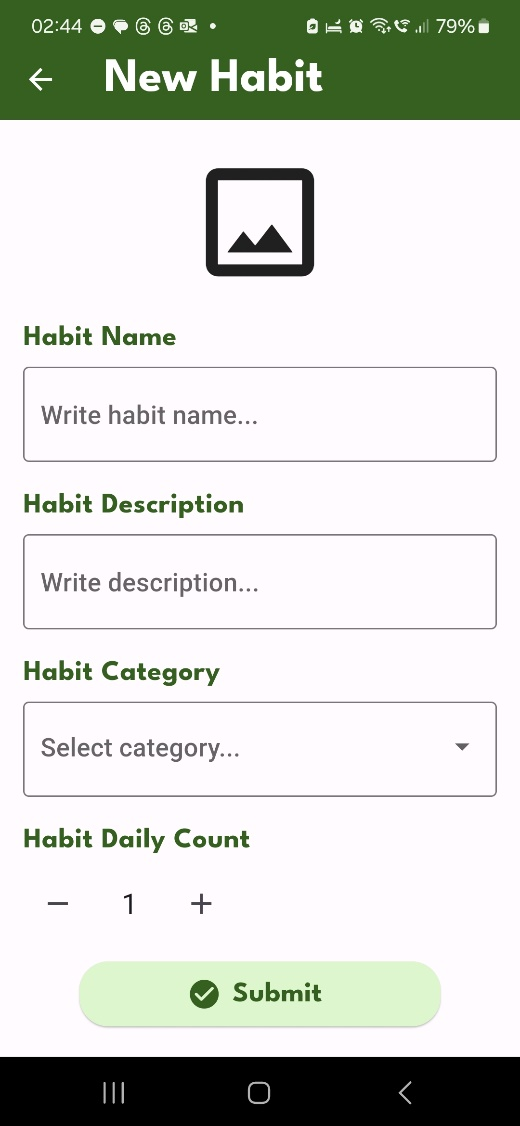 02:44 79%
New Habit
Habit Name
Write habit name...
Habit Description
Write description...
Habit Category
Select category...
Habit Daily Count
− 1 +
Submit